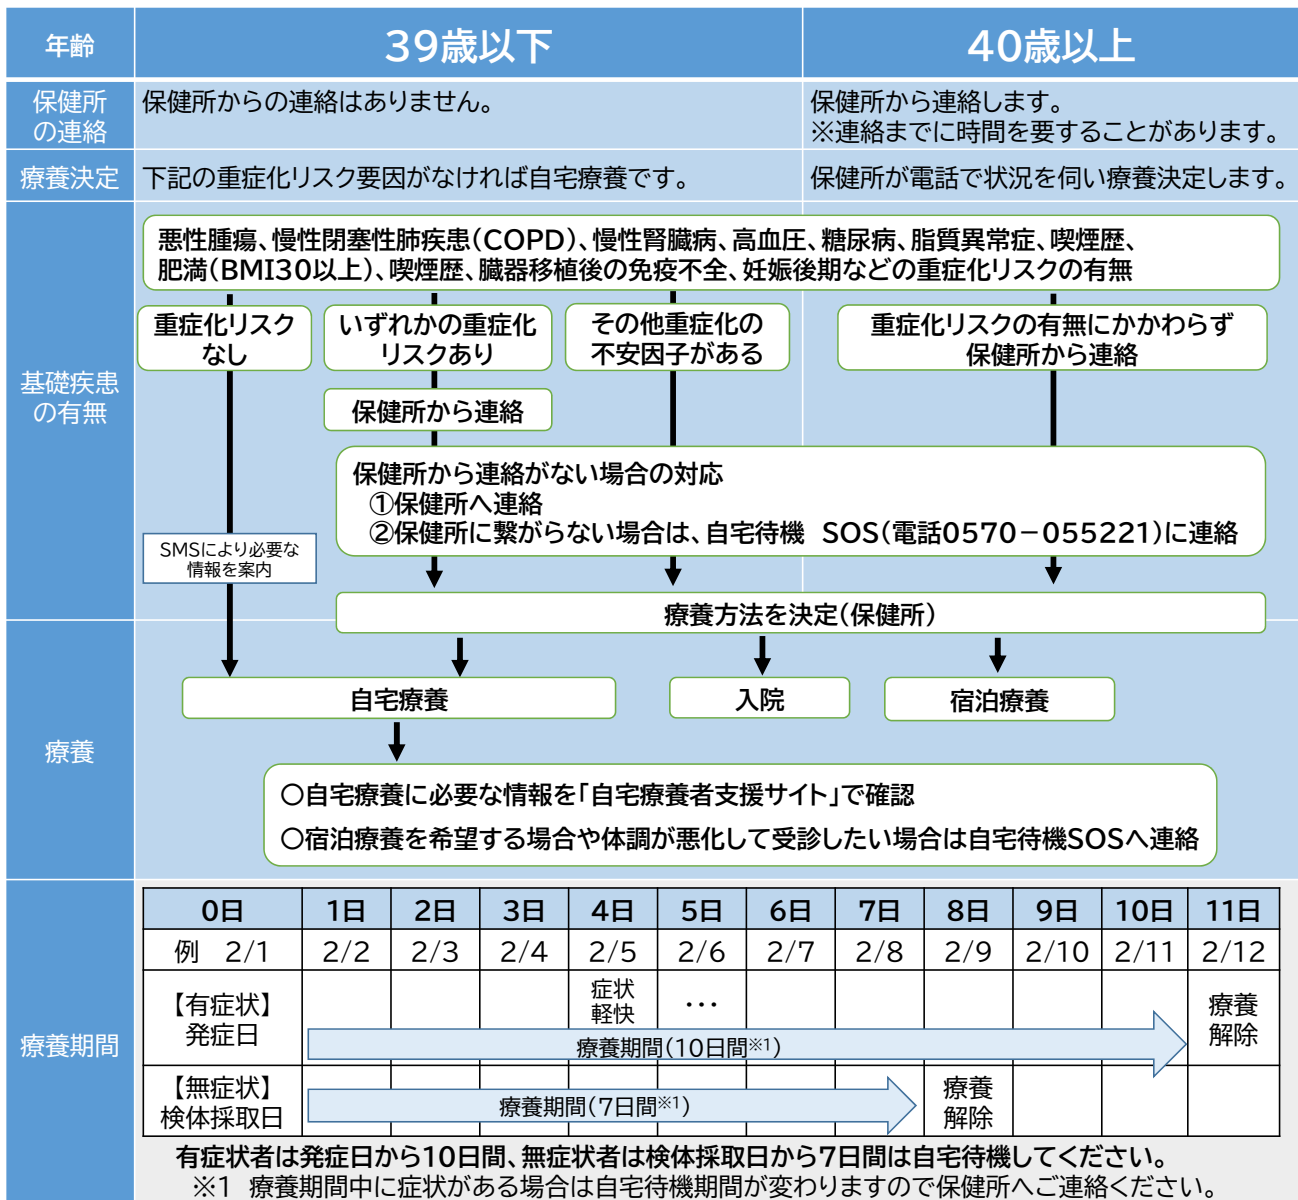 年齢
39歳以下
40歳以上
保健所
の連絡
保健所からの連絡はありません。
保健所から連絡します。
※連絡までに時間を要することがあります。
療養決定
下記の重症化リスク要因がなければ自宅療養です。
保健所が電話で状況を伺い療養決定します。
基礎疾患
の有無
悪性腫瘍、慢性閉塞性肺疾患(COPD)、慢性腎臓病、高血圧、糖尿病、脂質異常症、喫煙歴、
肥満(BMI30以上)、喫煙歴、臓器移植後の免疫不全、妊娠後期などの重症化リスクの有無
重症化リスク
なし
いずれかの重症化
リスクあり
その他重症化の
不安因子がある
重症化リスクの有無にかかわらず
保健所から連絡
保健所から連絡
保健所から連絡がない場合の対応
①保健所へ連絡
②保健所に繋がらない場合は、自宅待機 SOS(電話0570－055221)に連絡
SMSにより必要な
情報を案内
療養方法を決定(保健所)
療養
自宅療養
入院
宿泊療養
○自宅療養に必要な情報を「自宅療養者支援サイト」で確認
○宿泊療養を希望する場合や体調が悪化して受診したい場合は自宅待機SOSへ連絡
療養期間
0日 1日 2日 3日 4日 5日 6日 7日 8日 9日 10日 11日
例 2/1 2/2 2/3 2/4 2/5 2/6 2/7 2/8 2/9 2/10 2/11 2/12
【有症状】
発症日
症状
軽快
…
療養期間(10日間※1)
療養
解除
【無症状】
検体採取日
療養期間(7日間※1)
療養
解除
有症状者は発症日から10日間、無症状者は検体採取日から7日間は自宅待機してください。
※1 療養期間中に症状がある場合は自宅待機期間が変わりますので保健所へご連絡ください。